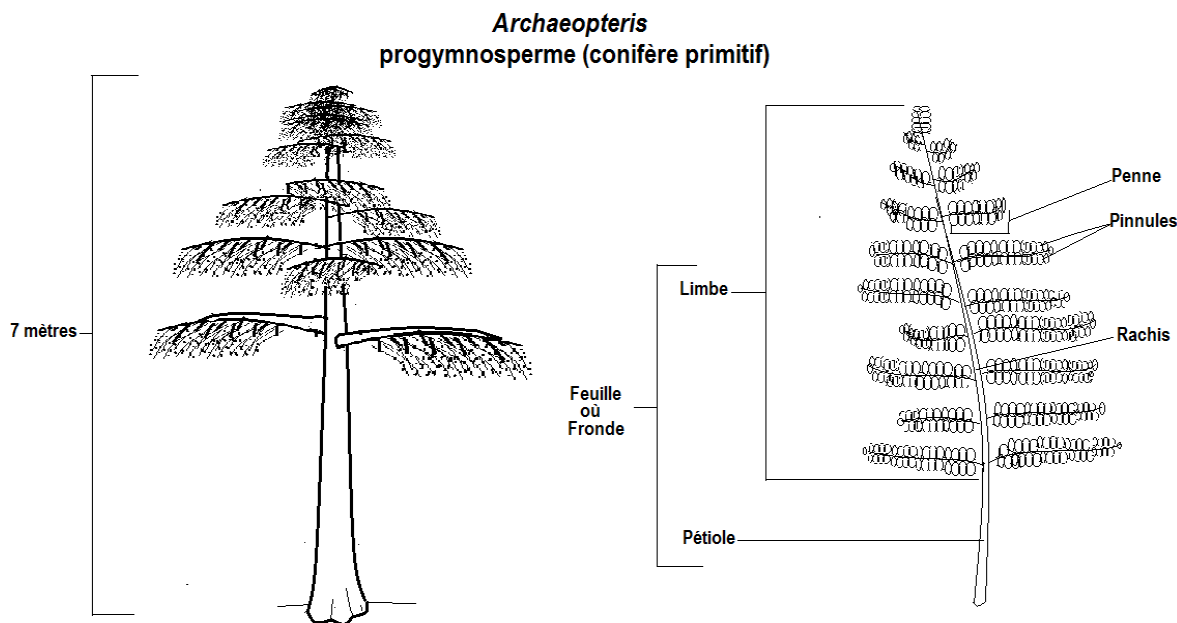 Archaeopteris
progymnosperme (conifère primitif)
7 mètres
Feuille
où
Fronde
Limbe
Pétiole
Penne
Pinnules
Rachis